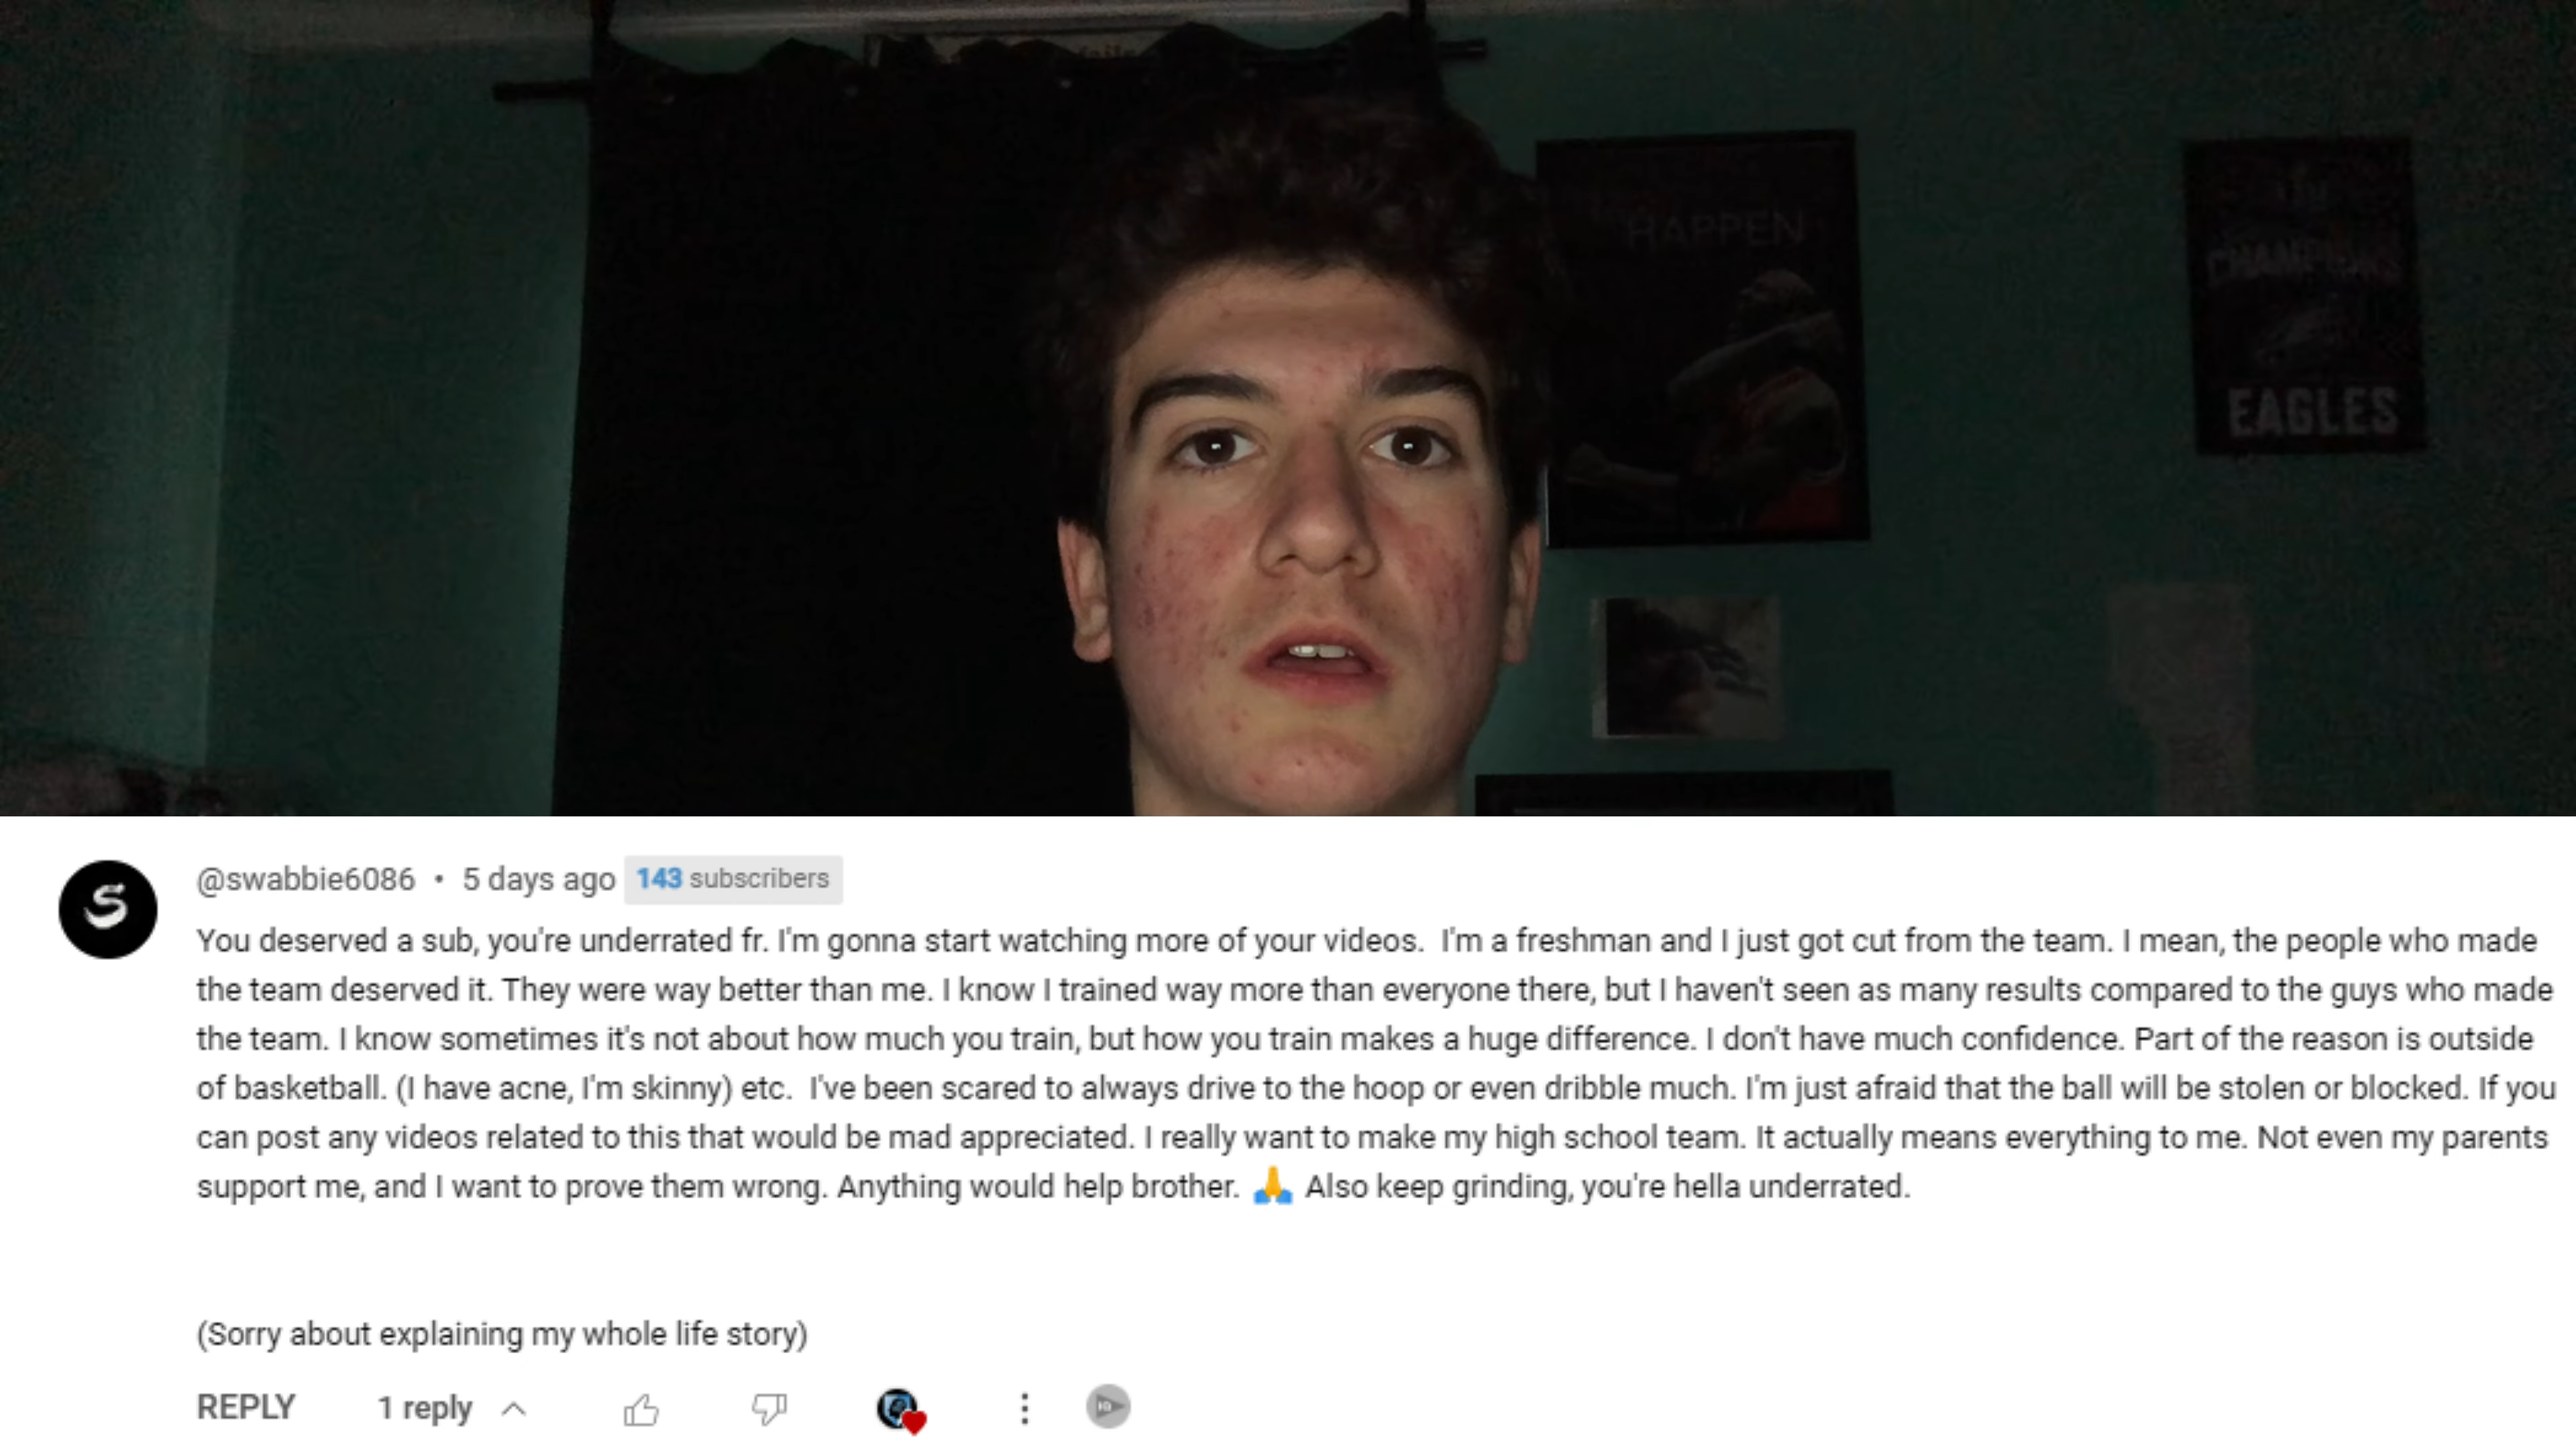 HAPPEN
CHAMPIONS
EAGLES
S
@swabbie6086 • 5 days ago 143 subscribers
You deserved a sub, you're underrated fr. I'm gonna start watching more of your videos.  I'm a freshman and I just got cut from the team. I mean, the people who made
the team deserved it. They were way better than me. I know I trained way more than everyone there, but I haven't seen as many results compared to the guys who made
the team. I know sometimes it's not about how much you train, but how you train makes a huge difference. I don't have much confidence. Part of the reason is outside
of basketball. (I have acne, I'm skinny) etc.  I've been scared to always drive to the hoop or even dribble much. I'm just afraid that the ball will be stolen or blocked. If you
can post any videos related to this that would be mad appreciated. I really want to make my high school team. It actually means everything to me. Not even my parents
support me, and I want to prove them wrong. Anything would help brother. 🙏 Also keep grinding, you're hella underrated.
(Sorry about explaining my whole life story)
REPLY 1 reply